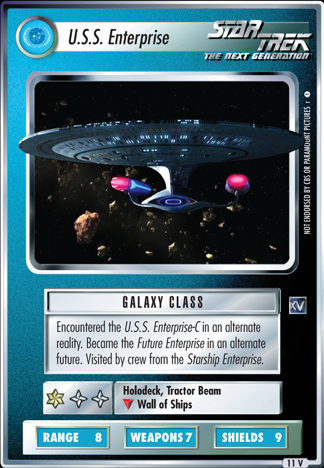 U.S.S. Enterprise
STAR TREK
THE NEXT GENERATION
NOT ENDORSED BY CBS OR PARAMOUNT PICTURES
GALAXY CLASS
Encountered the U.S.S. Enterprise-C in an alternate
reality. Became the Future Enterprise in an alternate
future. Visited by crew from the Starship Enterprise.
KV
Holodeck, Tractor Beam
Wall of Ships
RANGE 8
WEAPONS 7
SHIELDS 9
11 V